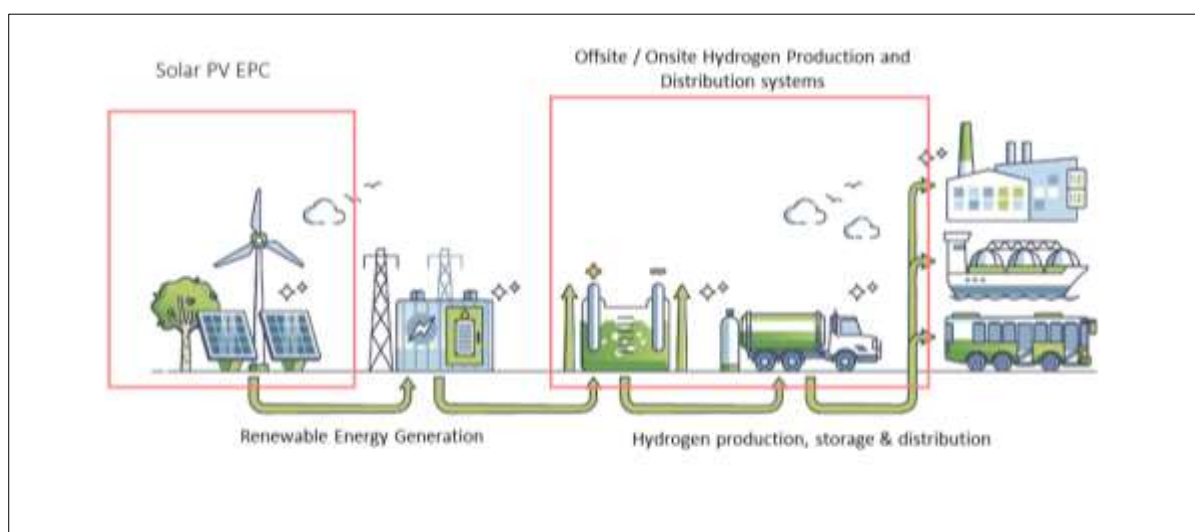 Solar PV EPC
Offsite / Onsite Hydrogen Production and
Distribution systems
Renewable Energy Generation
Hydrogen production, storage & distribution